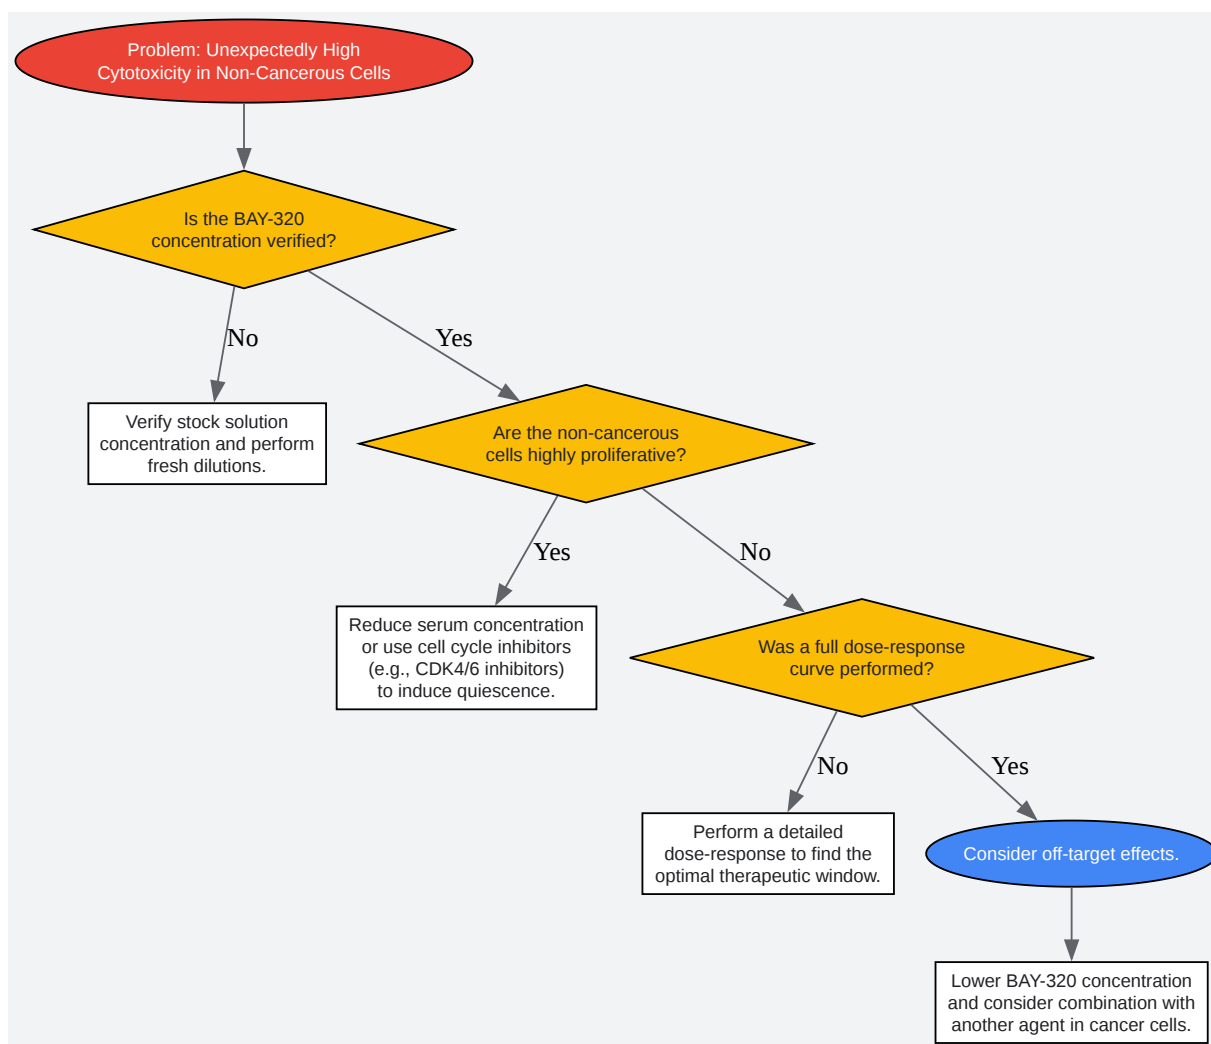 Problem: Unexpectedly High
Cytotoxicity in Non-Cancerous Cells
Is the BAY-320
concentration verified?
No
Yes
Verify stock solution
concentration and perform
fresh dilutions.
Are the non-cancerous
cells highly proliferative?
Yes
No
Reduce serum concentration
or use cell cycle inhibitors
(e.g., CDK4/6 inhibitors)
to induce quiescence.
Was a full dose-response
curve performed?
No
Yes
Perform a detailed
dose-response to find the
optimal therapeutic window.
Consider off-target effects.
Lower BAY-320 concentration
and consider combination with
another agent in cancer cells.